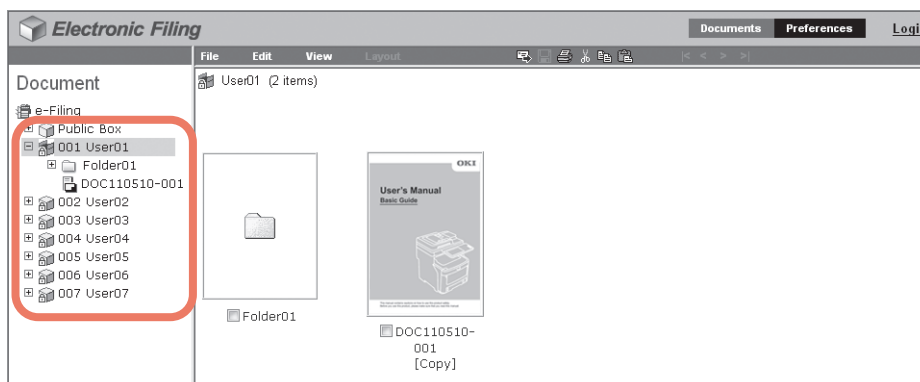 Electronic Filing
Documents Preferences Logi
File Edit View Layout
|< < > >|
Document
User01 (2 items)
e-Filing
Public Box
001 User01
Folder01
DOC110510-001
002 User02
003 User03
004 User04
005 User05
006 User06
007 User07
OKI
User's Manual
Basic Guide
Folder01
DOC110510-
001
[Copy]